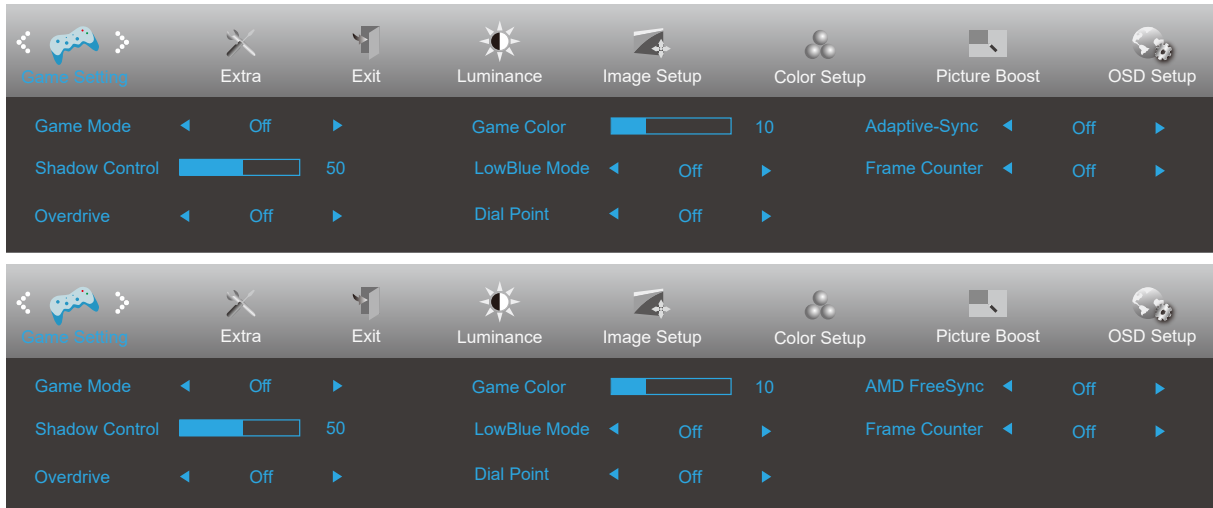 Game Setting Extra Exit Luminance Image Setup Color Setup Picture Boost OSD Setup
Game Mode Off Game Color 10 Adaptive-Sync Off
Shadow Control 50 LowBlue Mode Off Frame Counter Off
Overdrive Off Dial Point Off
Game Setting Extra Exit Luminance Image Setup Color Setup Picture Boost OSD Setup
Game Mode Off Game Color 10 AMD FreeSync Off
Shadow Control 50 LowBlue Mode Off Frame Counter Off
Overdrive Off Dial Point Off